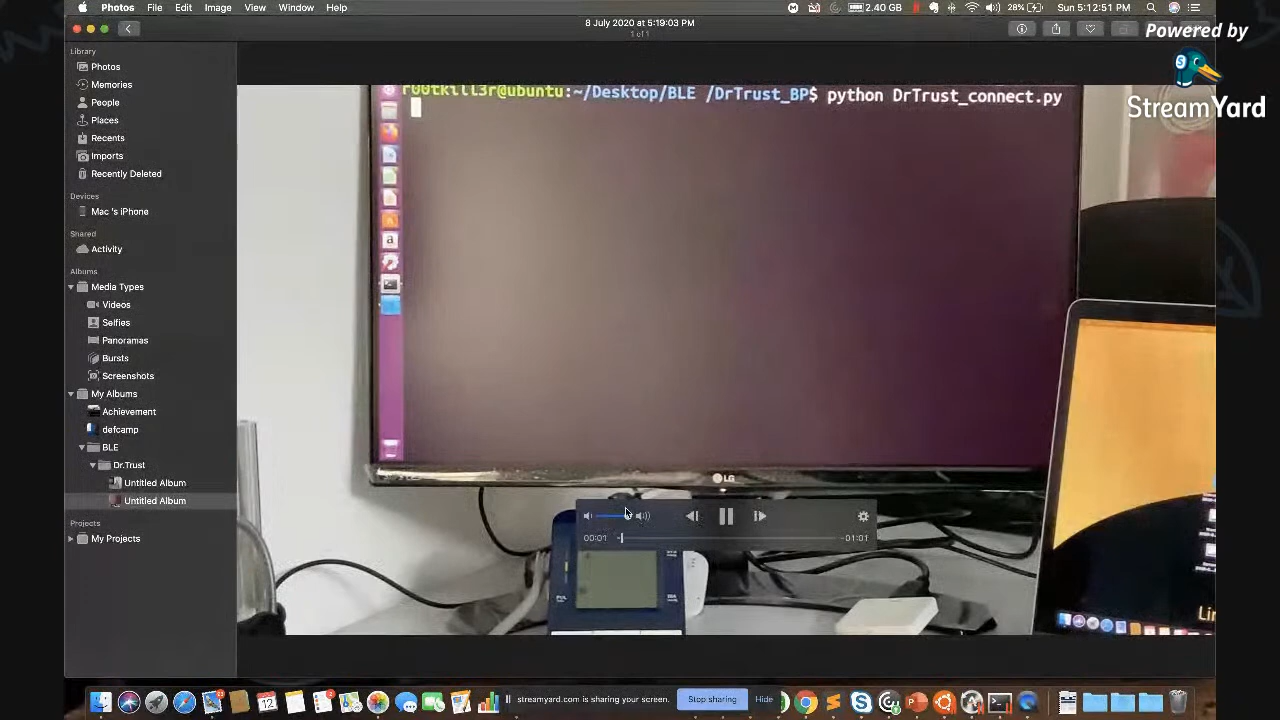 Photos File Edit Image View Window Help
2.40 GB 28% Sun 5:12:51 PM
8 July 2020 at 5:19:03 PM
1 of 1
Powered by
StreamYard
Library
Photos
Memories
People
Places
Recents
Imports
Recently Deleted
Devices
Mac 's iPhone
Shared
Activity
Albums
Media Types
Videos
Selfies
Panoramas
Bursts
Screenshots
My Albums
Achievement
defcamp
BLE
Dr.Trust
Untitled Album
Untitled Album
Projects
My Projects
r00tkill3r@ubuntu:~/Desktop/BLE /DrTrust_BP$ python DrTrust_connect.py
LG
00:01 -01:01
streamyard.com is sharing your screen. Stop sharing Hide